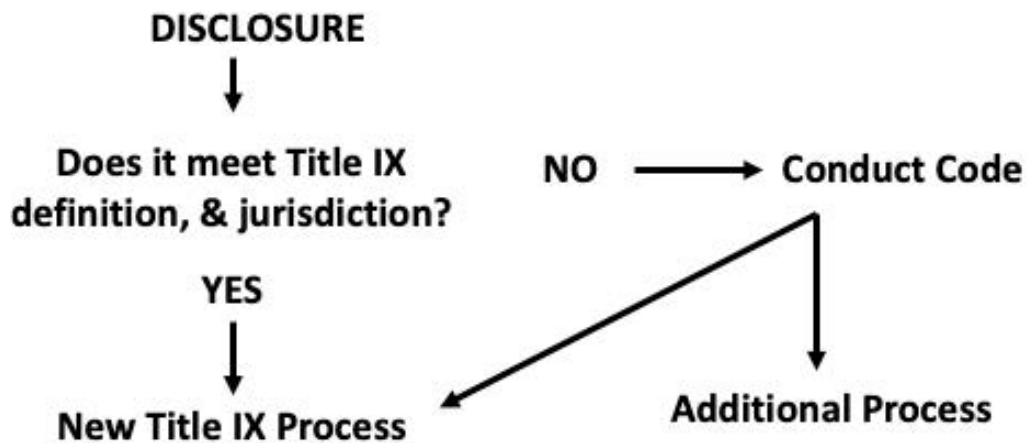 DISCLOSURE
Does it meet Title IX
definition, & jurisdiction?
NO
Conduct Code
YES
New Title IX Process
Additional Process